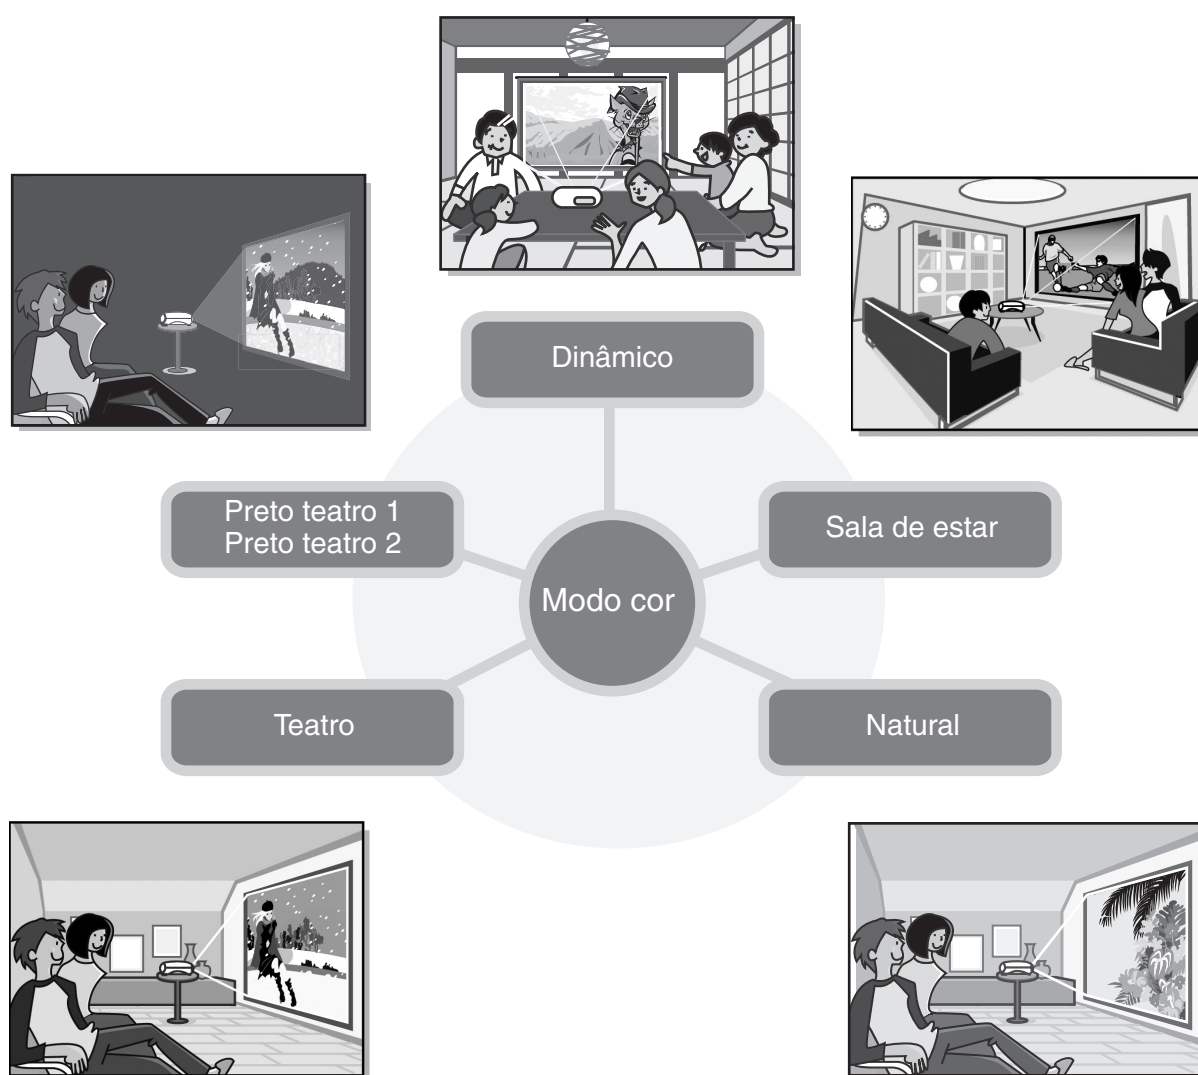 Dinâmico
Preto teatro 1
Preto teatro 2
Sala de estar
Modo cor
Teatro
Natural